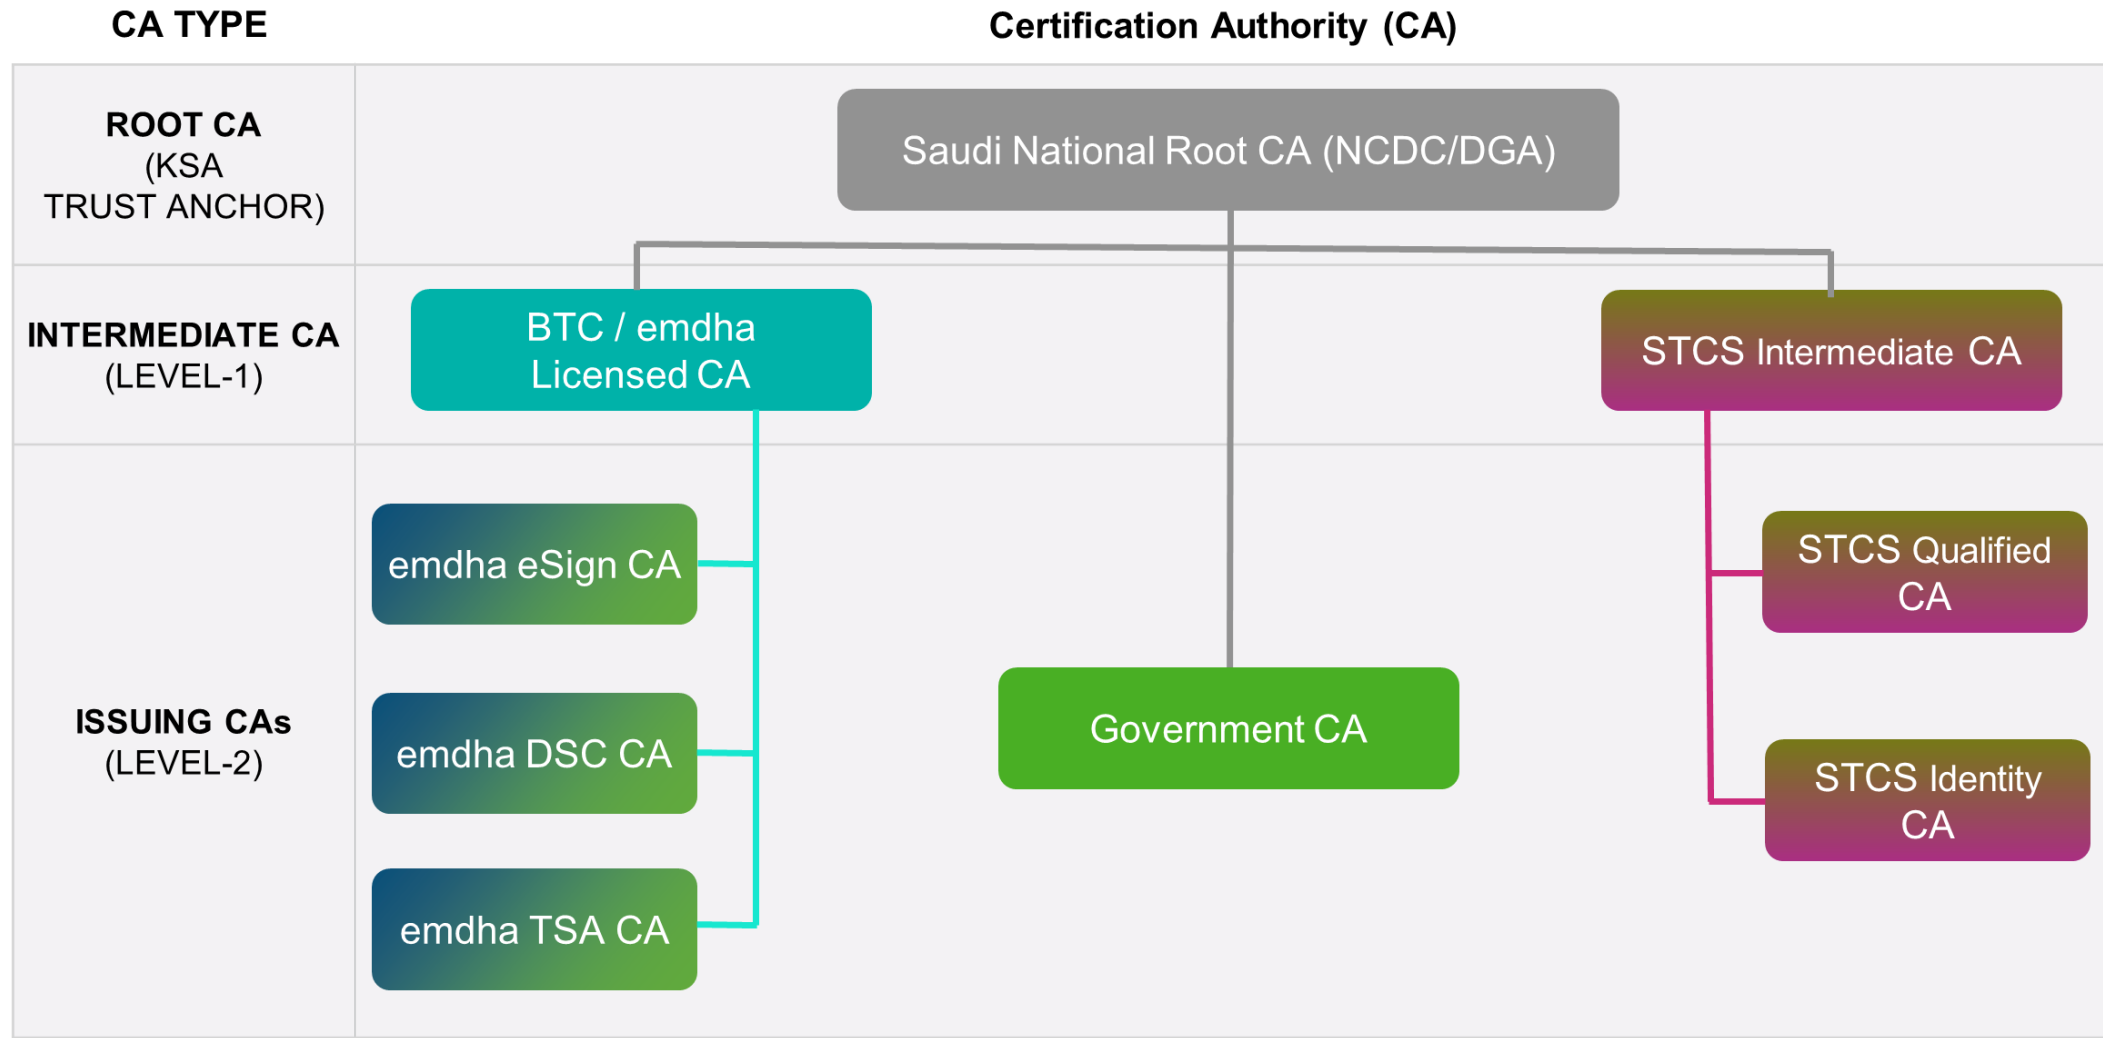 CA TYPE
Certification Authority (CA)
ROOT CA
(KSA
TRUST ANCHOR)
Saudi National Root CA (NCDC/DGA)
INTERMEDIATE CA
(LEVEL-1)
BTC / emdha
Licensed CA
STCS Intermediate CA
ISSUING CAs
(LEVEL-2)
emdha eSign CA
emdha DSC CA
emdha TSA CA
Government CA
STCS Qualified
CA
STCS Identity
CA